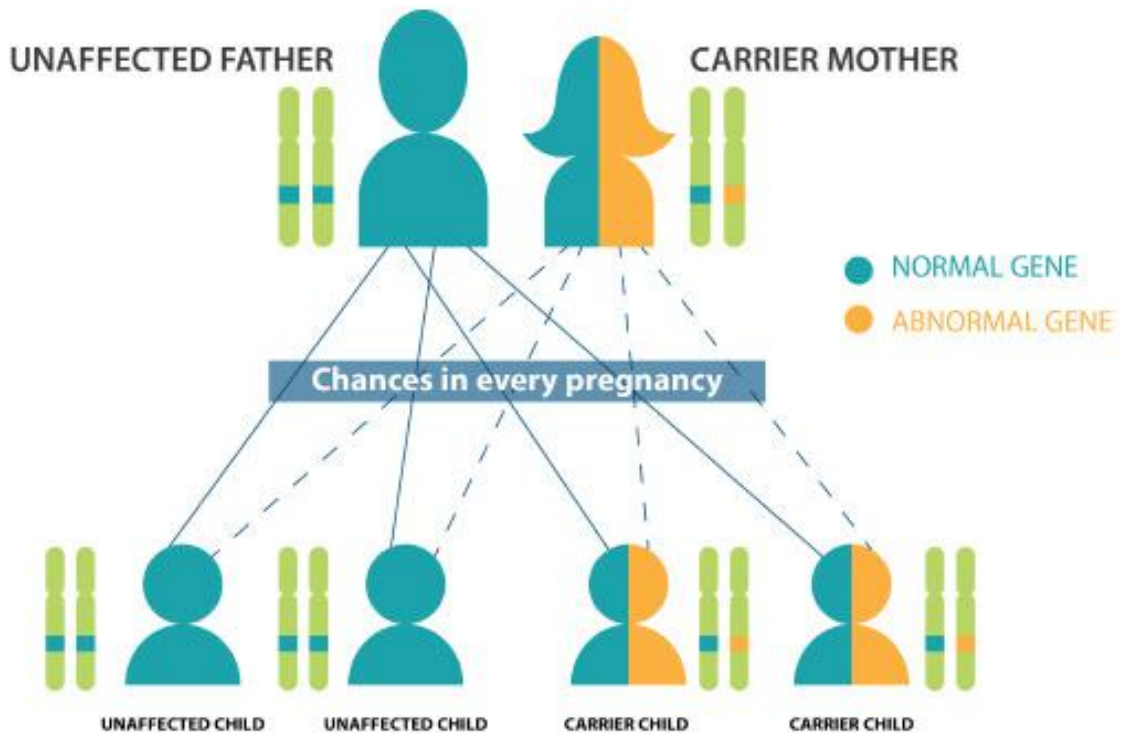 UNAFFECTED FATHER
CARRIER MOTHER
NORMAL GENE
ABNORMAL GENE
Chances in every pregnancy
UNAFFECTED CHILD
UNAFFECTED CHILD
CARRIER CHILD
CARRIER CHILD